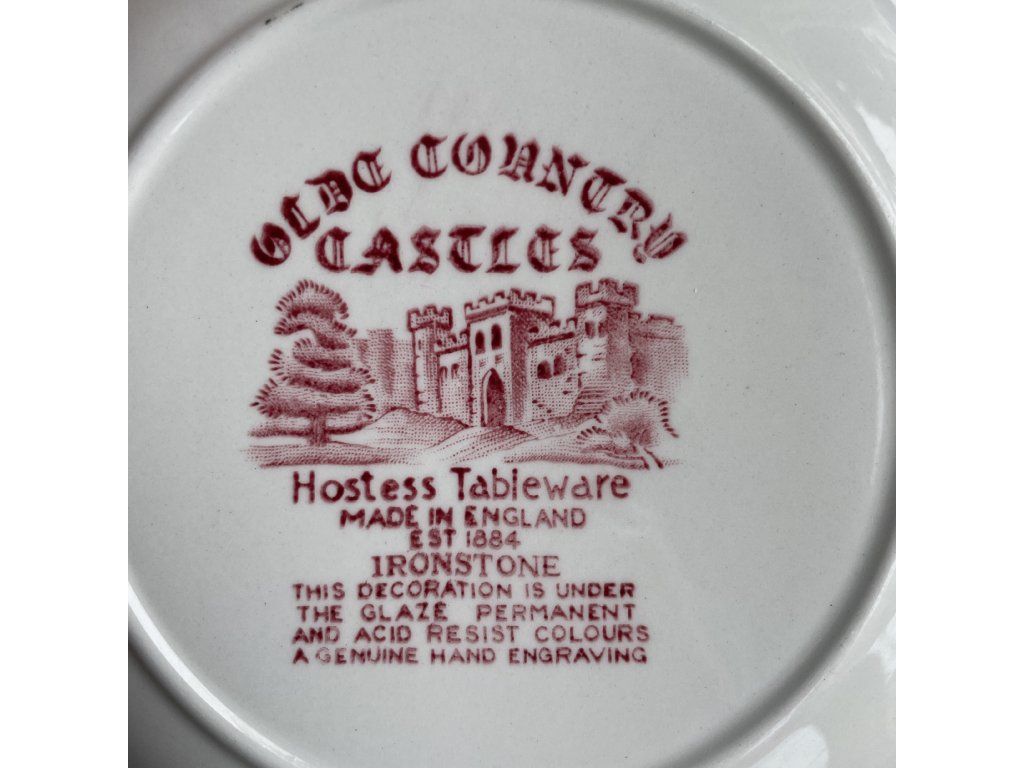 OLDE COUNTRY
CASTLES
Hostess Tableware
MADE IN ENGLAND
EST 1884
IRONSTONE
THIS DECORATION IS UNDER
THE GLAZE PERMANENT
AND ACID RESIST COLOURS
A GENUINE HAND ENGRAVING